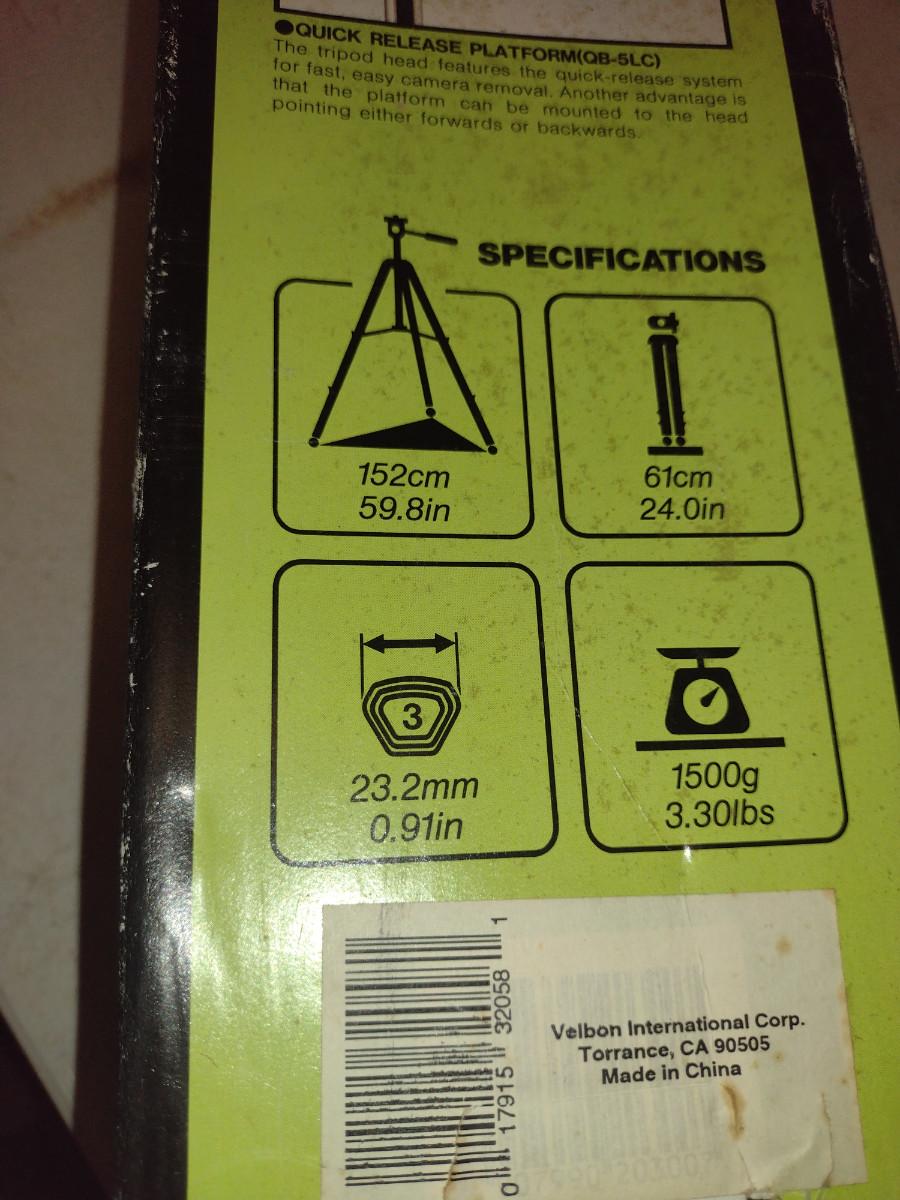 ●QUICK RELEASE PLATFORM(QB-5LC)
The tripod head features the quick-release system
for fast, easy camera removal. Another advantage is
that the platform can be mounted to the head
pointing either forwards or backwards.
SPECIFICATIONS
152cm
59.8in
61cm
24.0in
3
23.2mm
0.91in
1500g
3.30lbs
0 17915 32058 1
Velbon International Corp.
Torrance, CA 90505
Made in China